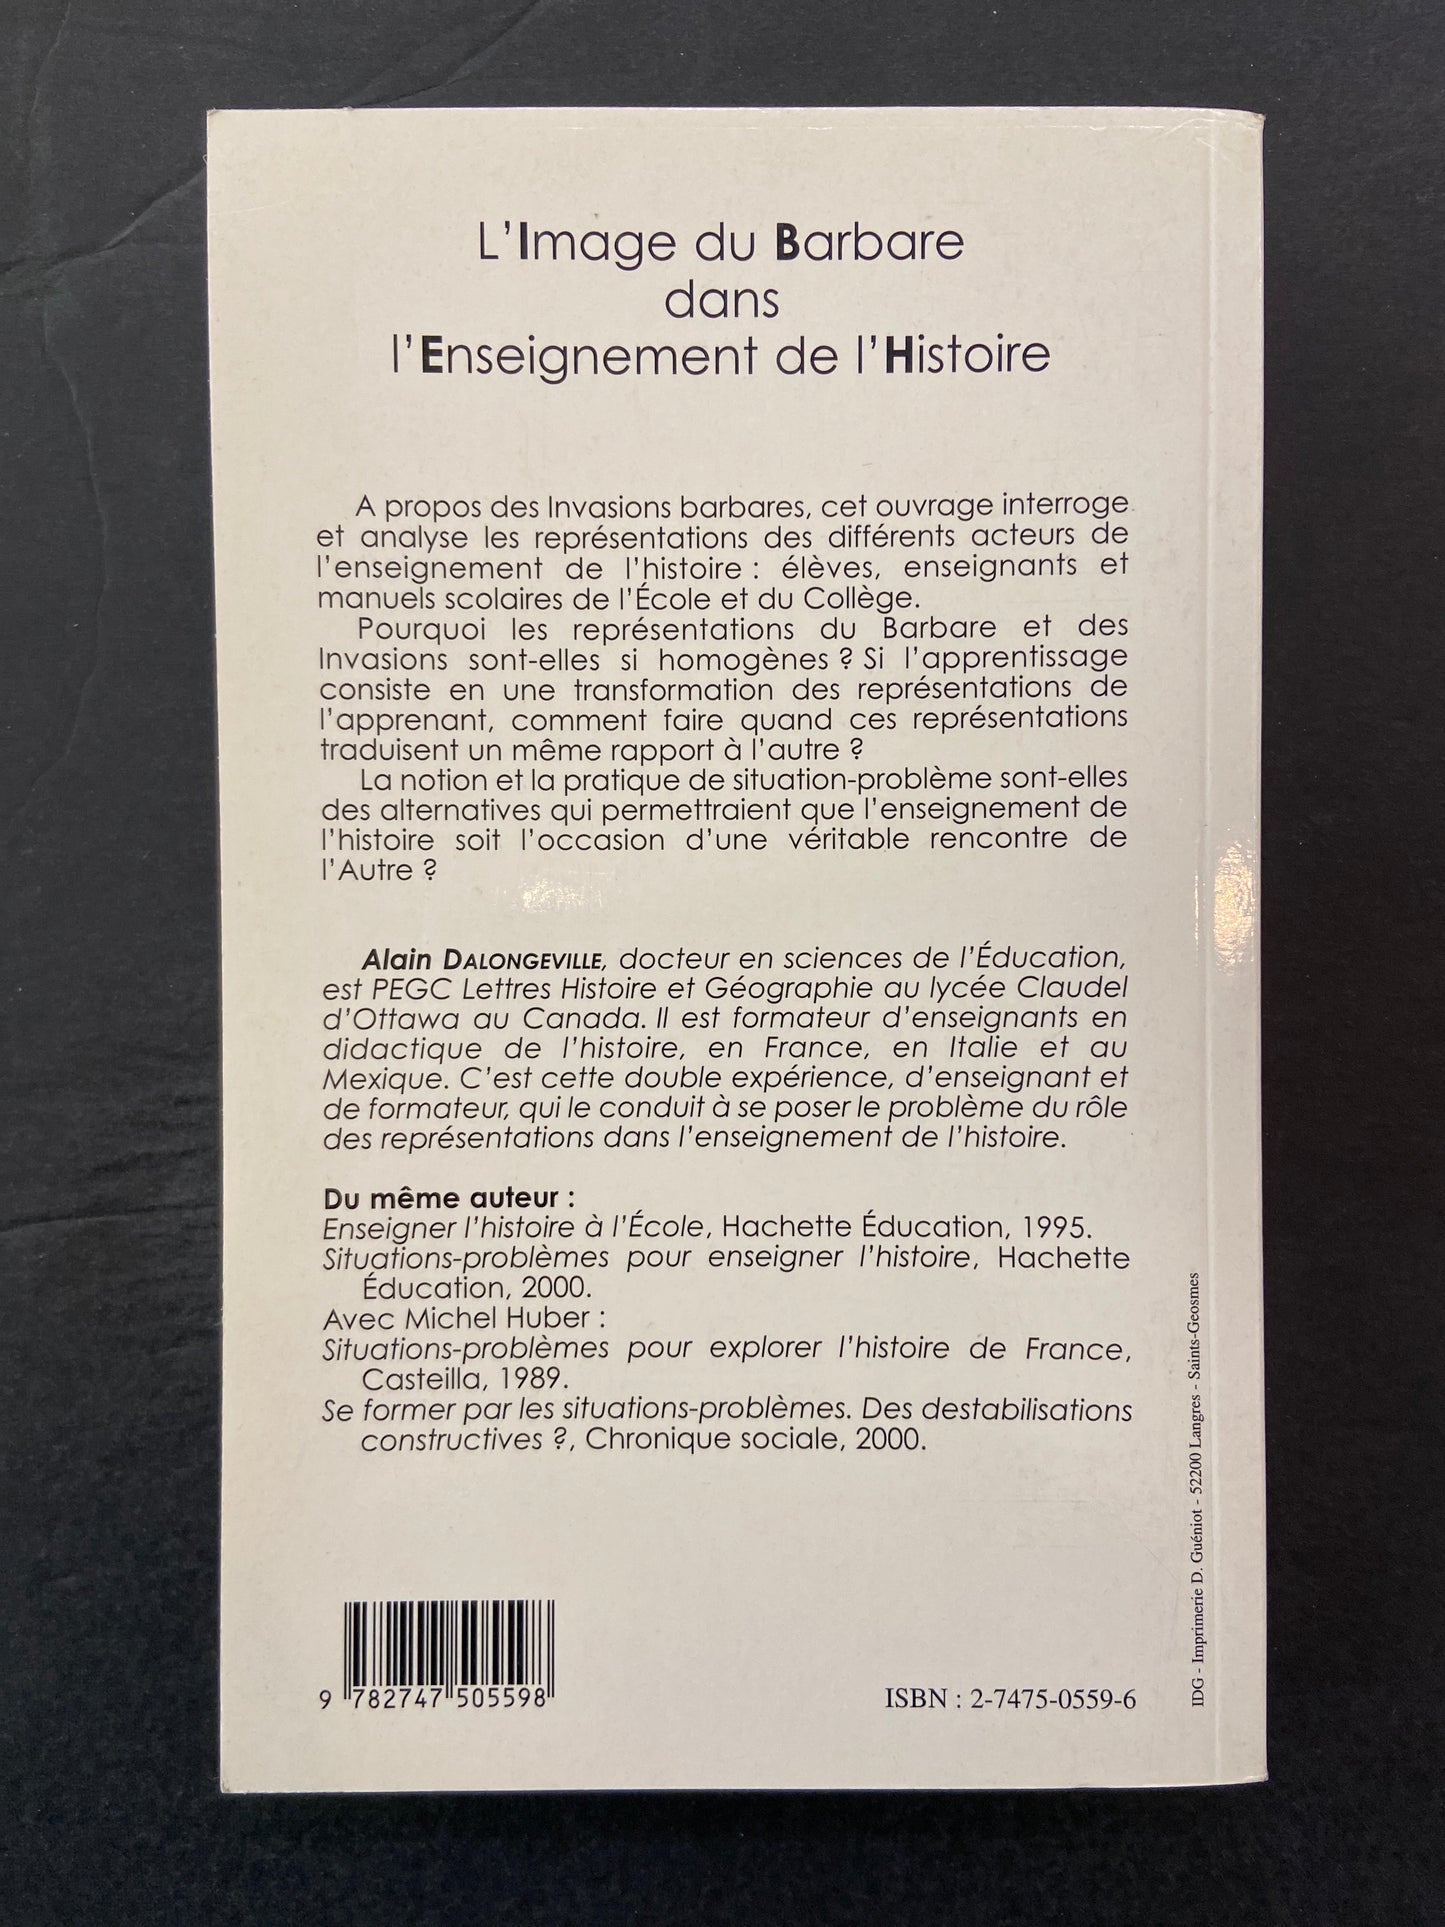 L'Image du Barbare
dans
l'Enseignement de l'Histoire
A propos des Invasions barbares, cet ouvrage interroge
et analyse les représentations des différents acteurs de
l'enseignement de l'histoire : élèves, enseignants et
manuels scolaires de l'École et du Collège.
Pourquoi les représentations du Barbare et des
Invasions sont-elles si homogènes ? Si l'apprentissage
consiste en une transformation des représentations de
l'apprenant, comment faire quand ces représentations
traduisent un même rapport à l'autre ?
La notion et la pratique de situation-problème sont-elles
des alternatives qui permettraient que l'enseignement de
l'histoire soit l'occasion d'une véritable rencontre de
l'Autre ?
Alain DALONGEVILLE, docteur en sciences de l'Éducation,
est PEGC Lettres Histoire et Géographie au lycée Claudel
d'Ottawa au Canada. Il est formateur d'enseignants en
didactique de l'histoire, en France, en Italie et au
Mexique. C'est cette double expérience, d'enseignant et
de formateur, qui le conduit à se poser le problème du rôle
des représentations dans l'enseignement de l'histoire.
Du même auteur :
Enseigner l'histoire à l'École, Hachette Éducation, 1995.
Situations-problèmes pour enseigner l'histoire, Hachette
Éducation, 2000.
Avec Michel Huber :
Situations-problèmes pour explorer l'histoire de France,
Casteilla, 1989.
Se former par les situations-problèmes. Des destabilisations
constructives ?, Chronique sociale, 2000.
9 782747 505598
ISBN : 2-7475-0559-6
IDG - Imprimerie D. Guéniot - 52200 Langres - Saints-Geosmes